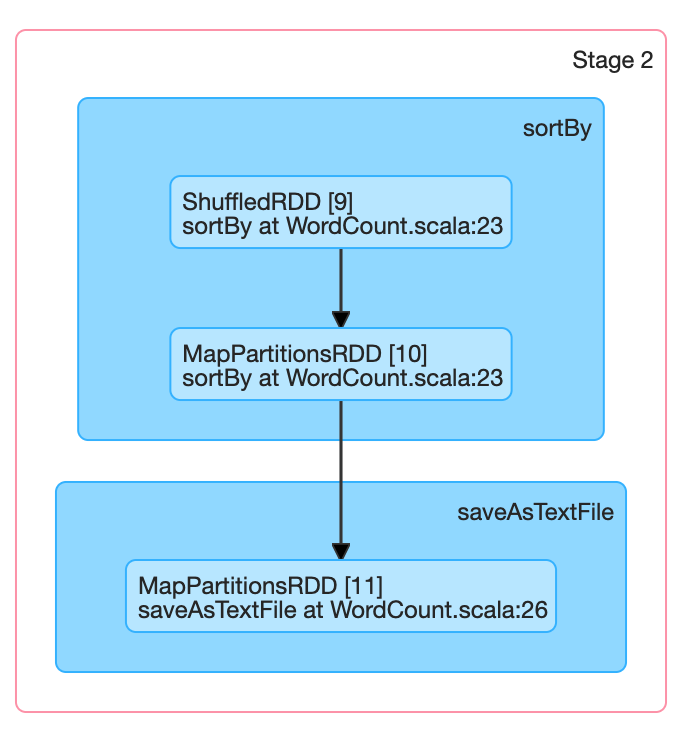 Stage 2
sortBy
ShuffledRDD [9]
sortBy at WordCount.scala:23
MapPartitionsRDD [10]
sortBy at WordCount.scala:23
saveAsTextFile
MapPartitionsRDD [11]
saveAsTextFile at WordCount.scala:26